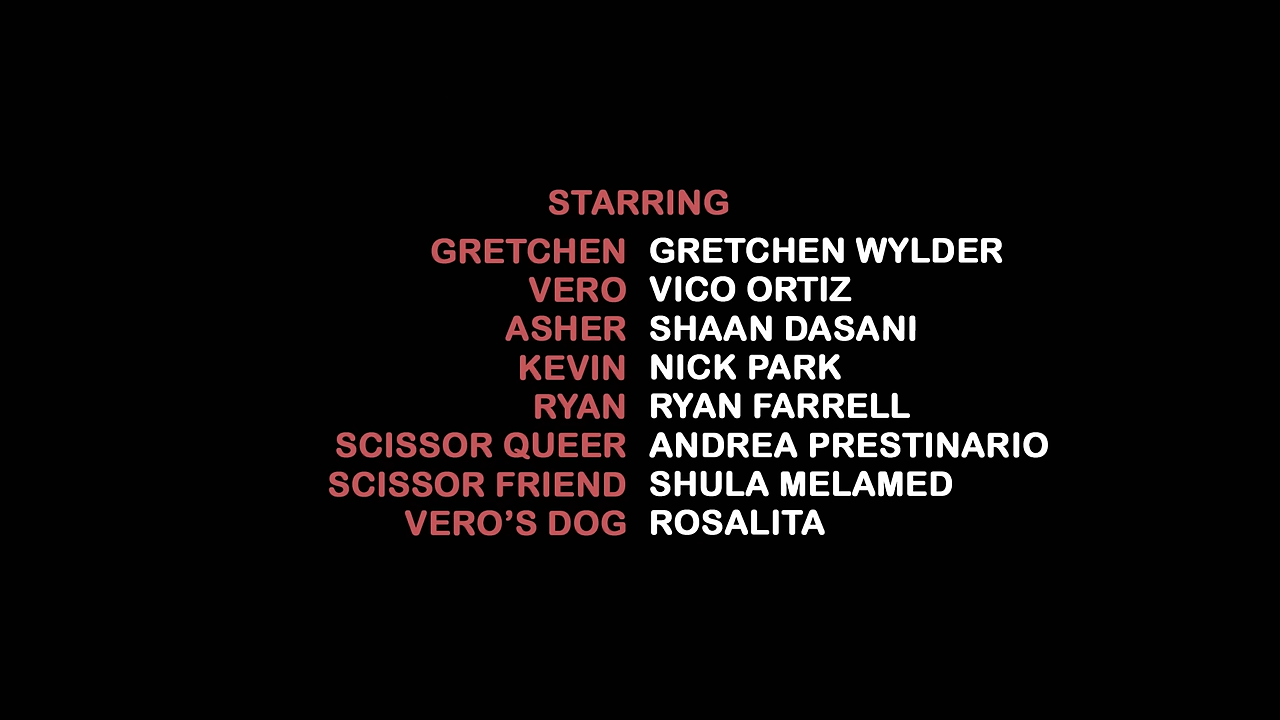 STARRING
GRETCHEN GRETCHEN WYLDER
VERO VICO ORTIZ
ASHER SHAAN DASANI
KEVIN NICK PARK
RYAN RYAN FARRELL
SCISSOR QUEER ANDREA PRESTINARIO
SCISSOR FRIEND SHULA MELAMED
VERO’S DOG ROSALITA